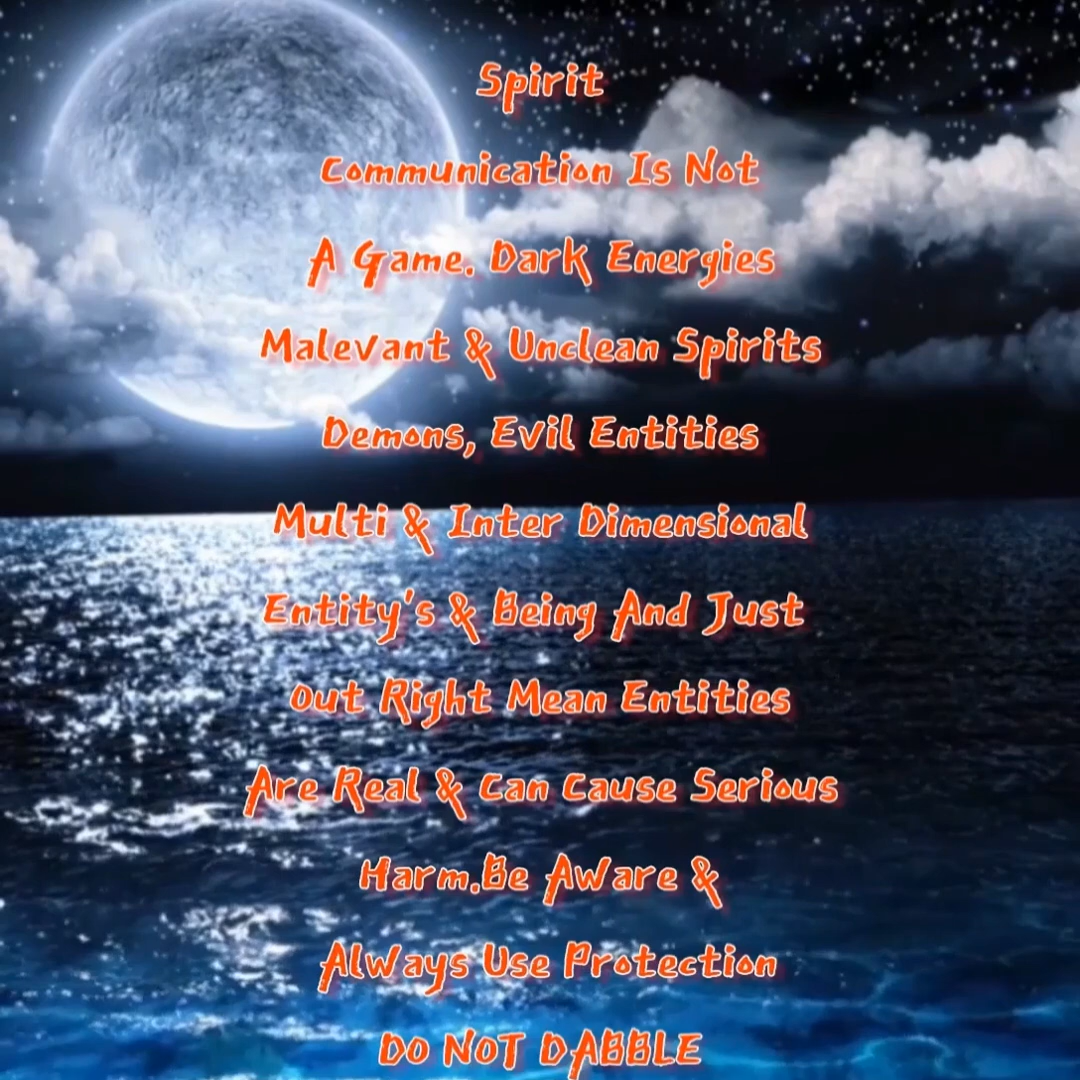 Spirit
Communication Is Not
A Game. Dark Energies
Malevant & Unclean Spirits
Demons, Evil Entities
Multi & Inter Dimensional
Entity's & Being And Just
Out Right Mean Entities
Are Real & Can Cause Serious
Harm.Be Aware &
Always Use Protection
DO NOT DABBLE